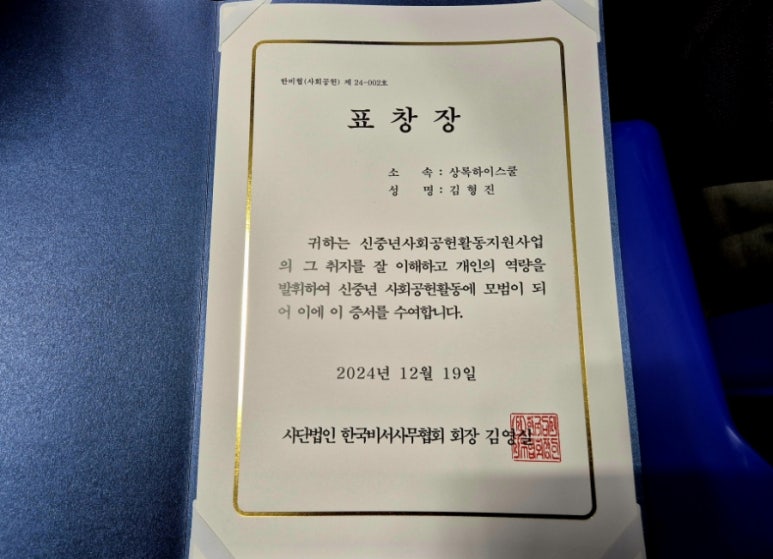 한비협(사회공헌) 제 24-002호
표 창 장
소 속 : 상록하이스쿨
성 명 : 김 형 진
귀하는 신중년사회공헌활동지원사업
의 그 취지를 잘 이해하고 개인의 역량을
발휘하여 신중년 사회공헌활동에 모범이 되
어 이에 이 증서를 수여합니다.
2024년 12월 19일
사단법인 한국비서사무협회 회장 김영실